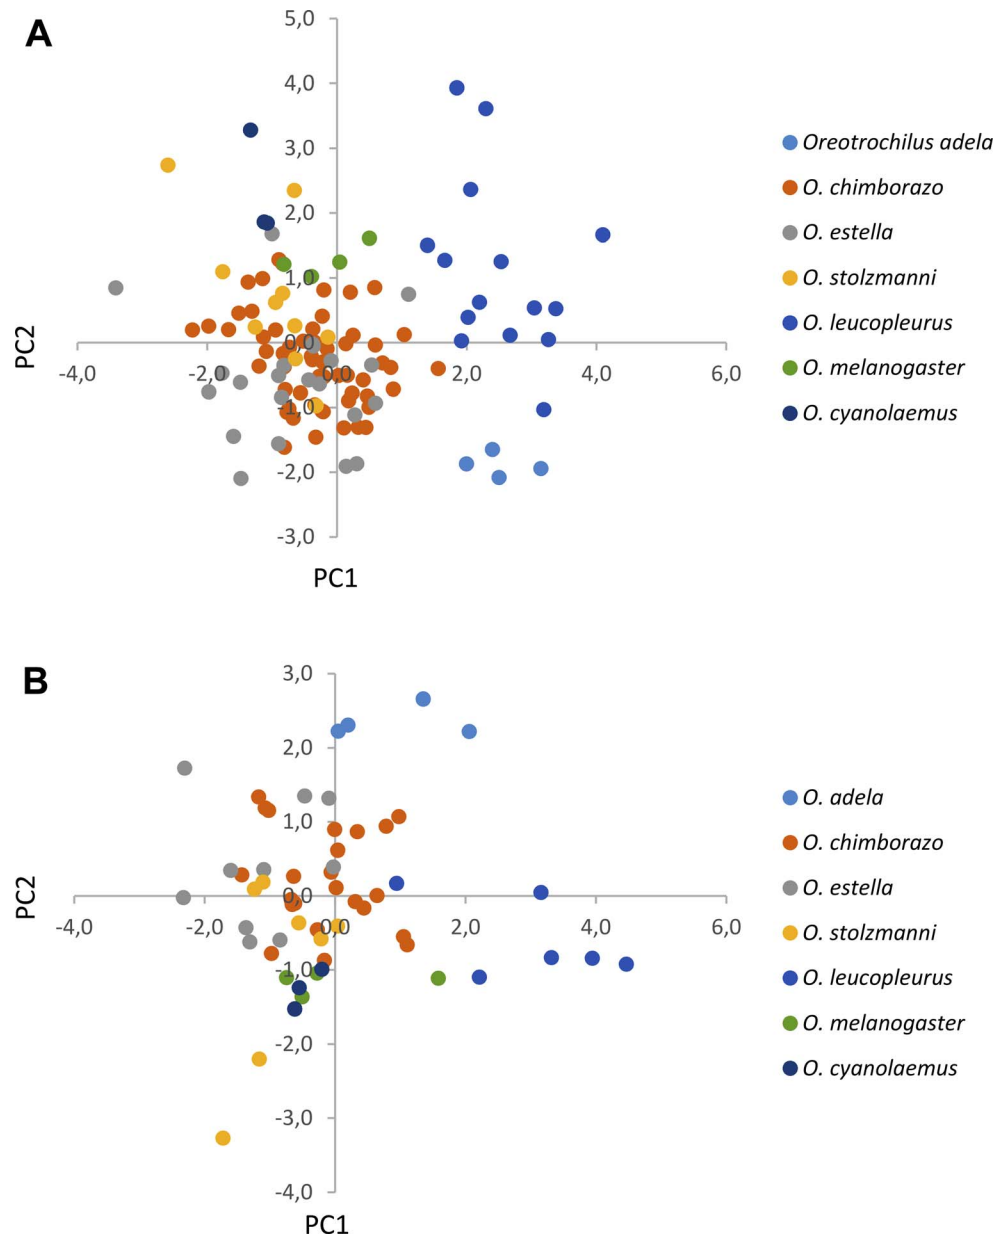 A
5,0
4,0
3,0
2,0
1,0
0,0
-1,0
-2,0
-3,0
-4,0
-2,0
0,0
2,0
4,0
6,0
PC2
PC1
Oreotrochilus adela
O. chimborazo
O. estella
O. stolzmanni
O. leucopleurus
O. melanogaster
O. cyanolaemus
B
3,0
2,0
1,0
0,0
-1,0
-2,0
-3,0
-4,0
-4,0
-2,0
0,0
2,0
4,0
6,0
PC2
PC1
O. adela
O. chimborazo
O. estella
O. stolzmanni
O. leucopleurus
O. melanogaster
O. cyanolaemus